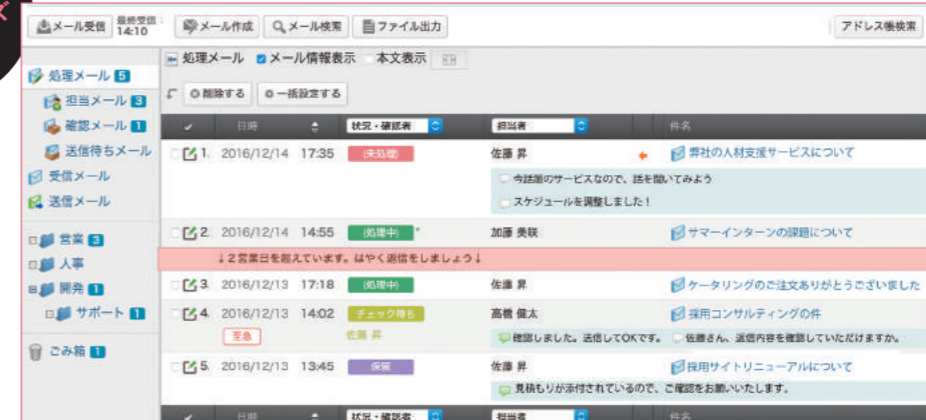 ズ
メール受信
最終受信:
14:10
メール作成
メール検索
ファイル出力
アドレス帳検索
処理メール 5
担当メール 3
確認メール 1
送信待ちメール
受信メール
送信メール
営業 3
人事
開発 1
サポート 1
ごみ箱 1
処理メール メール情報表示 本文表示
削除する 一括設定する
日時 状況・確認者 担当者 件名
1. 2016/12/14 17:35 (未処理) 佐藤 昇 弊社の人材支援サービスについて
今話題のサービスなので、話を聞いてみよう
スケジュールを調整しました！
2. 2016/12/14 14:55 (処理中) 加藤 美咲 サマーインターンの課題について
↓2営業日を超えています。はやく返信をしましょう↓
3. 2016/12/13 17:18 (処理中) 佐藤 昇 ケータリングのご注文ありがとうございました
4. 2016/12/13 14:02 チェック待ち 高橋 健太 採用コンサルティングの件
至急 佐藤 昇 確認しました。送信してOKです。 佐藤さん、返信内容を確認していただけますか。
5. 2016/12/13 13:45 保留 佐藤 昇 採用サイトリニューアルについて
見積もりが添付されているので、ご確認をお願いいたします。
日時 状況・確認者 担当者 件名